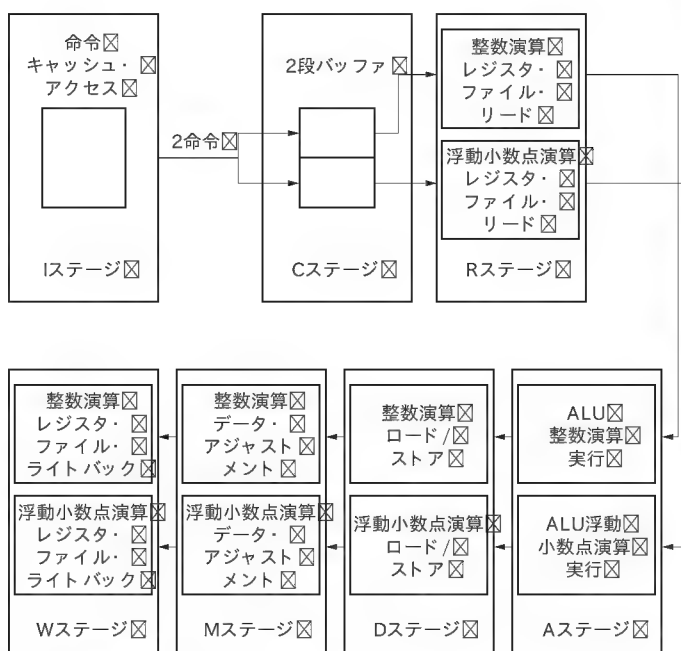 命令
キャッシュ・
アクセス
2命令
Iステージ
2段バッファ
Cステージ
整数演算
レジスタ・
ファイル・
リード
浮動小数点演算
レジスタ・
ファイル・
リード
Rステージ
整数演算
レジスタ・
ファイル・
ライトバック
浮動小数点演算
レジスタ・
ファイル・
ライトバック
Wステージ
整数演算
データ・
アジャスト
メント
浮動小数点演算
データ・
アジャスト
メント
Mステージ
整数演算
ロード/
ストア
浮動小数点演算
ロード/
ストア
Dステージ
ALU
整数演算
実行
ALU浮動
小数点演算
実行
Aステージ